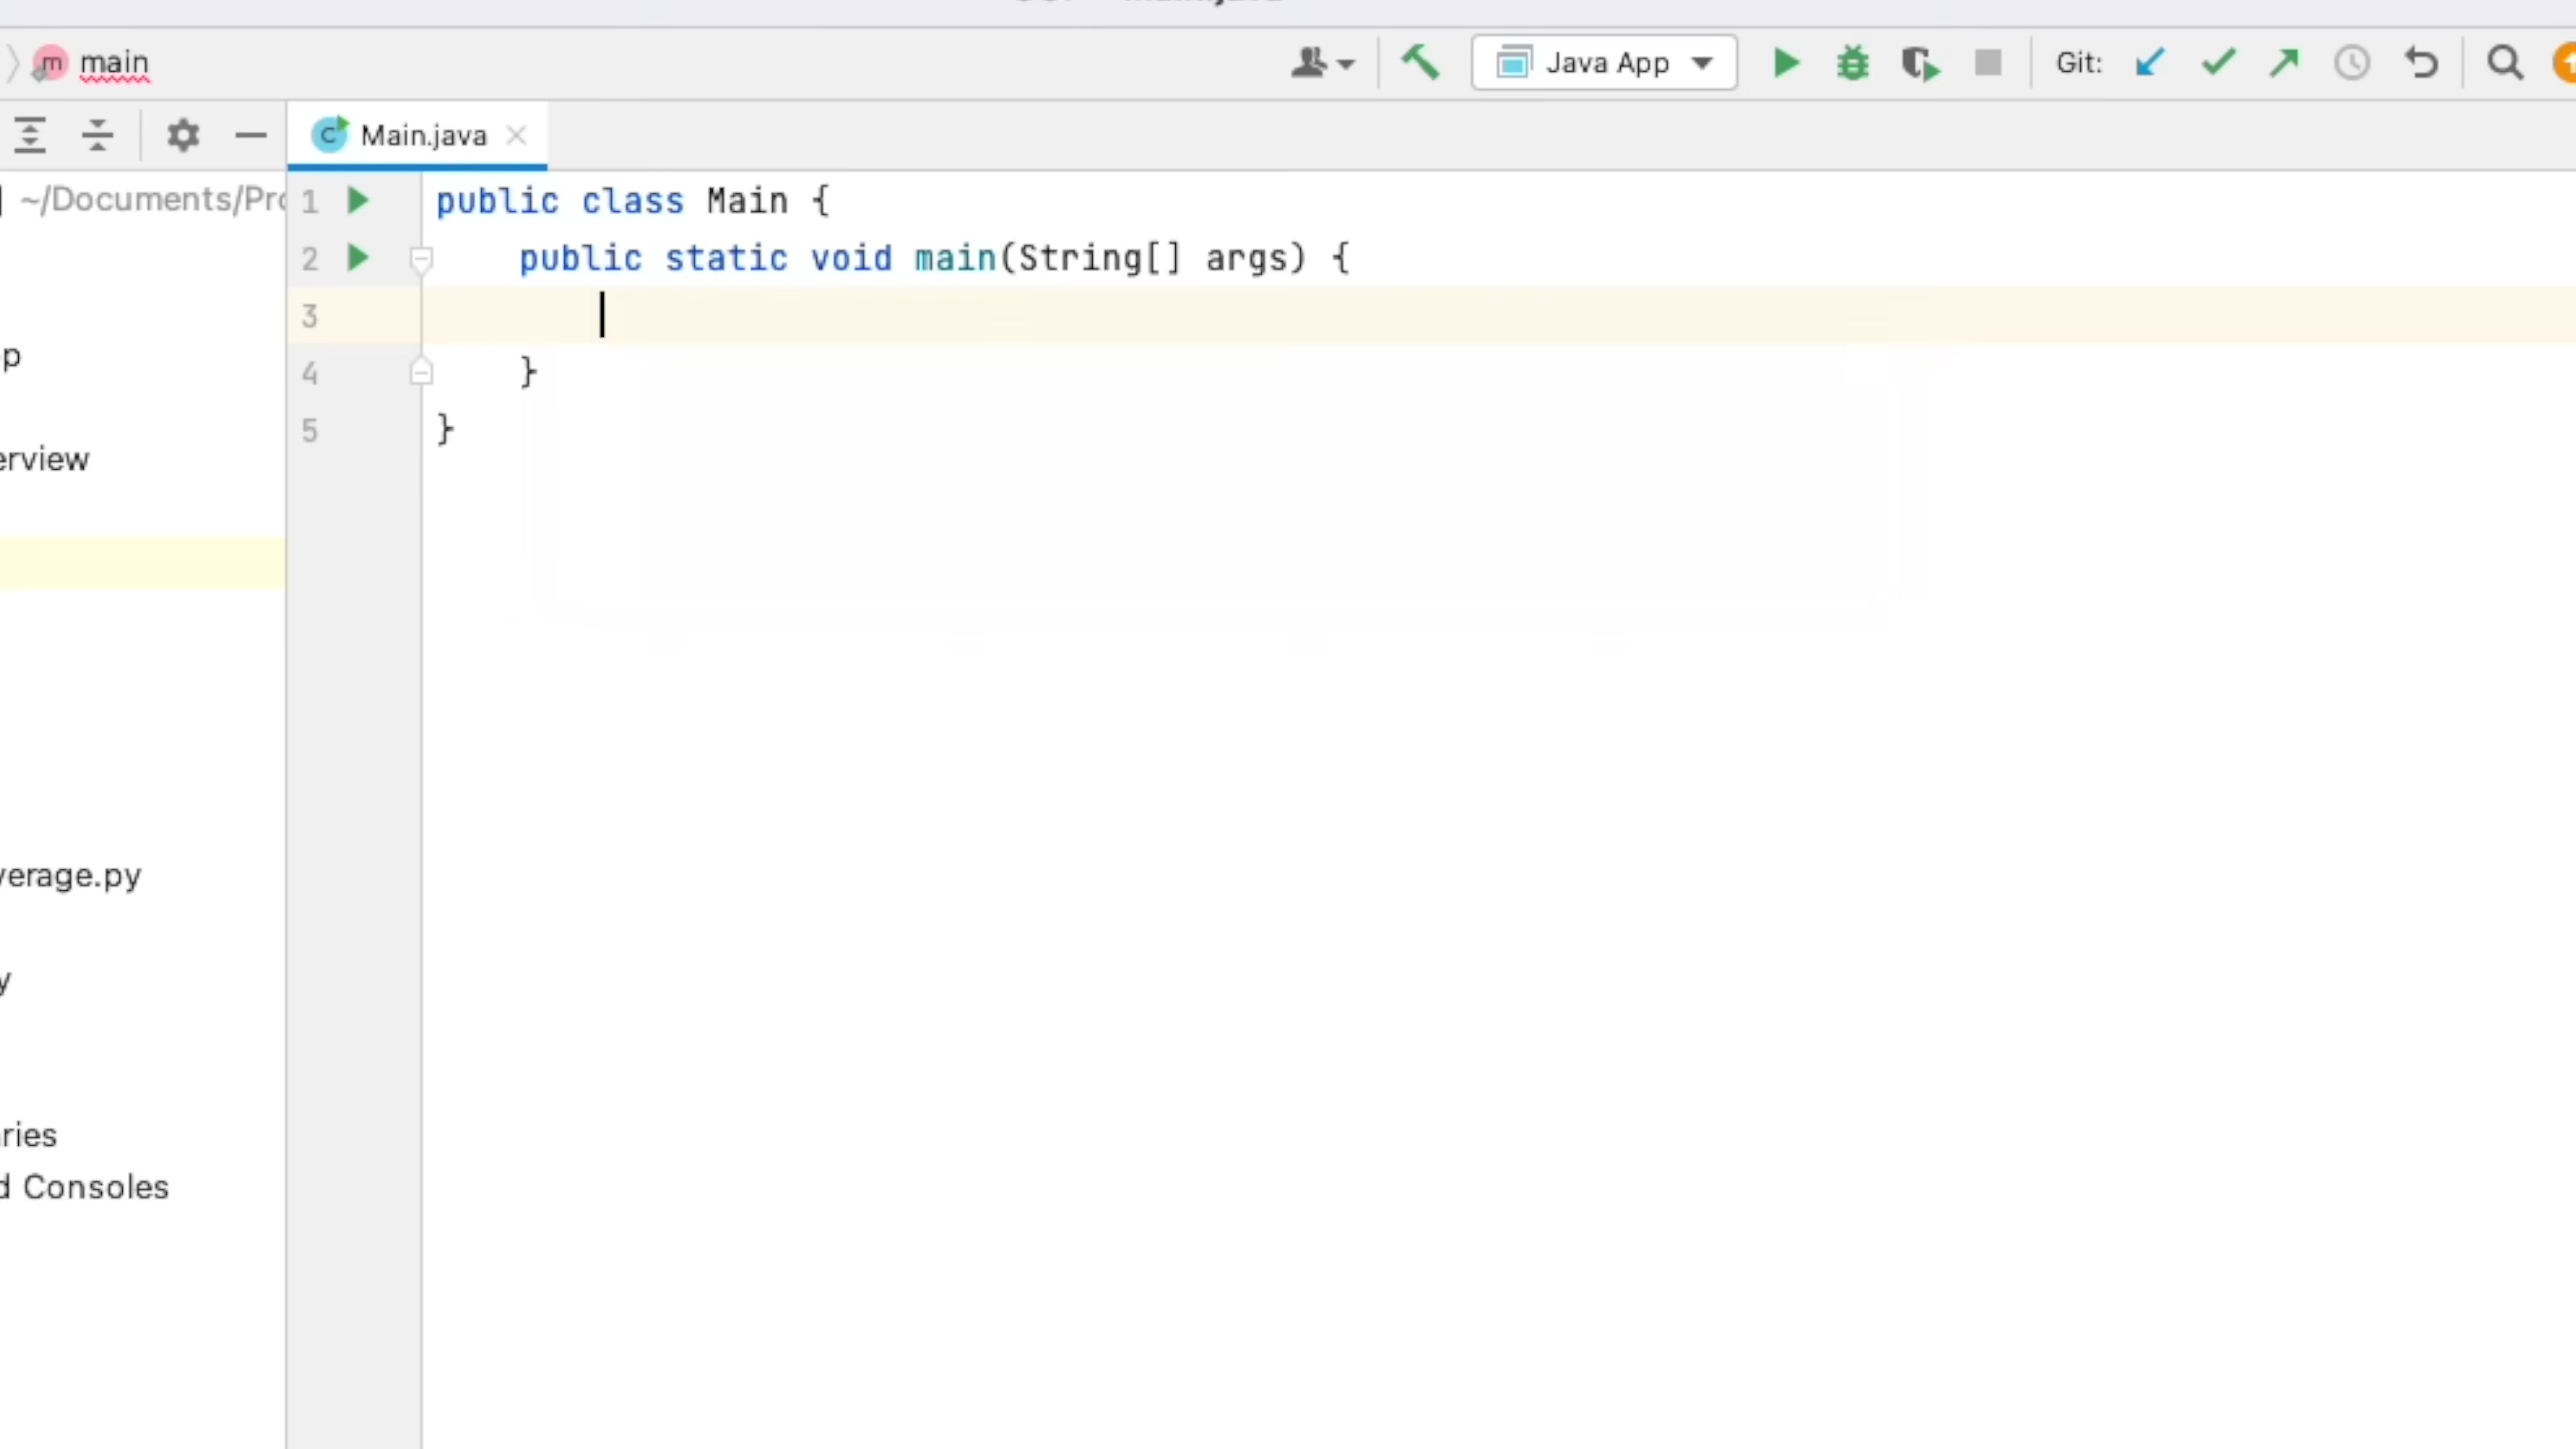 main
Java App
Git:
Main.java
~/Documents/Pro
1 public class Main {
2 public static void main(String[] args) {
3
4 }
5 }
p
erview
verage.py
y
ries
d Consoles